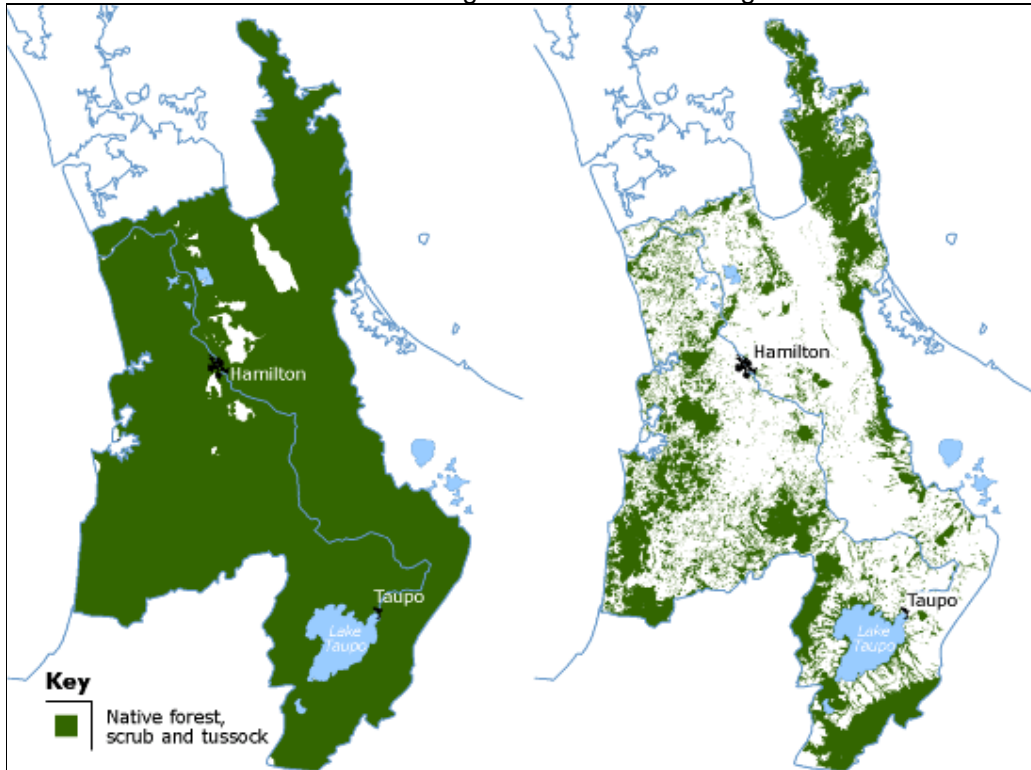 Hamilton
Taupo
Lake
Taupo
Key
Native forest,
scrub and tussock
Hamilton
Taupo
Lake
Taupo